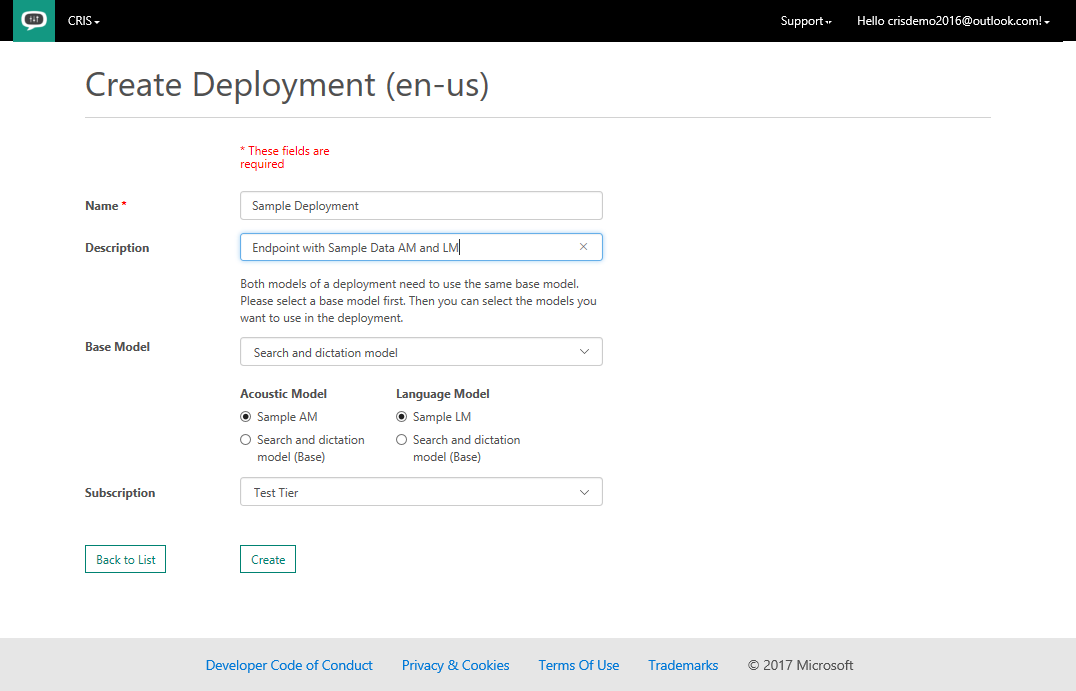 CRIS
Support
Hello crisdemo2016@outlook.com!
Create Deployment (en-us)
* These fields are
required
Name *
Sample Deployment
Description
Endpoint with Sample Data AM and LM
Both models of a deployment need to use the same base model.
Please select a base model first. Then you can select the models you
want to use in the deployment.
Base Model
Search and dictation model
Acoustic Model
Language Model
Sample AM
Sample LM
Search and dictation
model (Base)
Search and dictation
model (Base)
Subscription
Test Tier
Back to List
Create
Developer Code of Conduct
Privacy & Cookies
Terms Of Use
Trademarks
© 2017 Microsoft